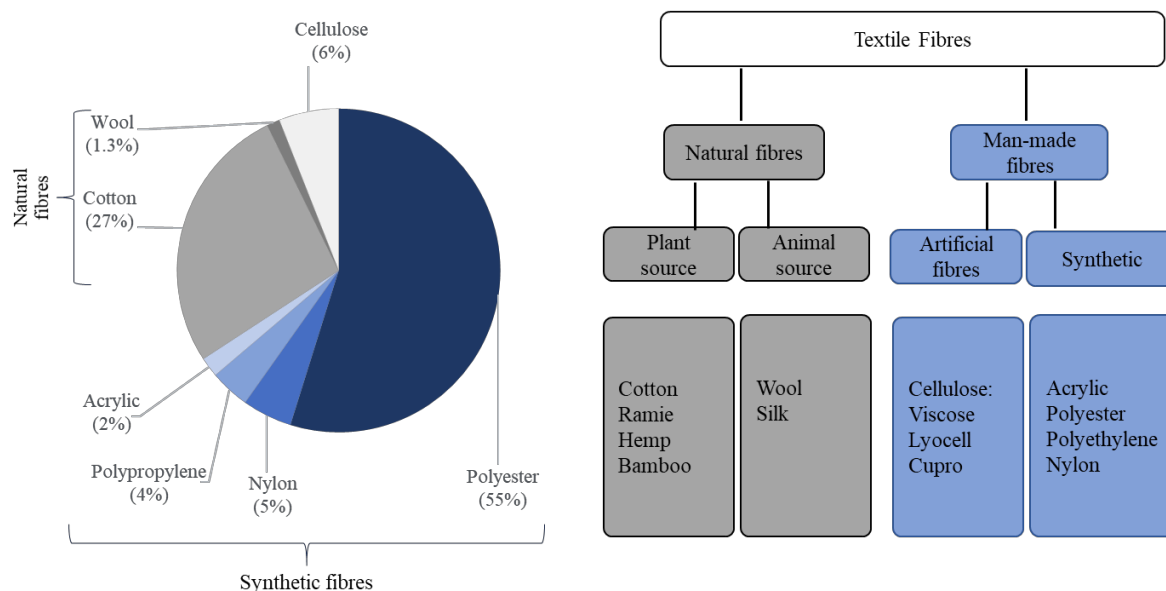 Cellulose
(6%)
Wool
(1.3%)
Natural
fibres
Cotton
(27%)
Acrylic
(2%)
Polypropylene
(4%)
Nylon
(5%)
Polyester
(55%)
Synthetic fibres
Textile Fibres
Natural fibres
Man-made
fibres
Plant
source
Animal
source
Artificial
fibres
Synthetic
Cotton
Ramie
Hemp
Bamboo
Wool
Silk
Cellulose:
Viscose
Lyocell
Cupro
Acrylic
Polyester
Polyethylene
Nylon